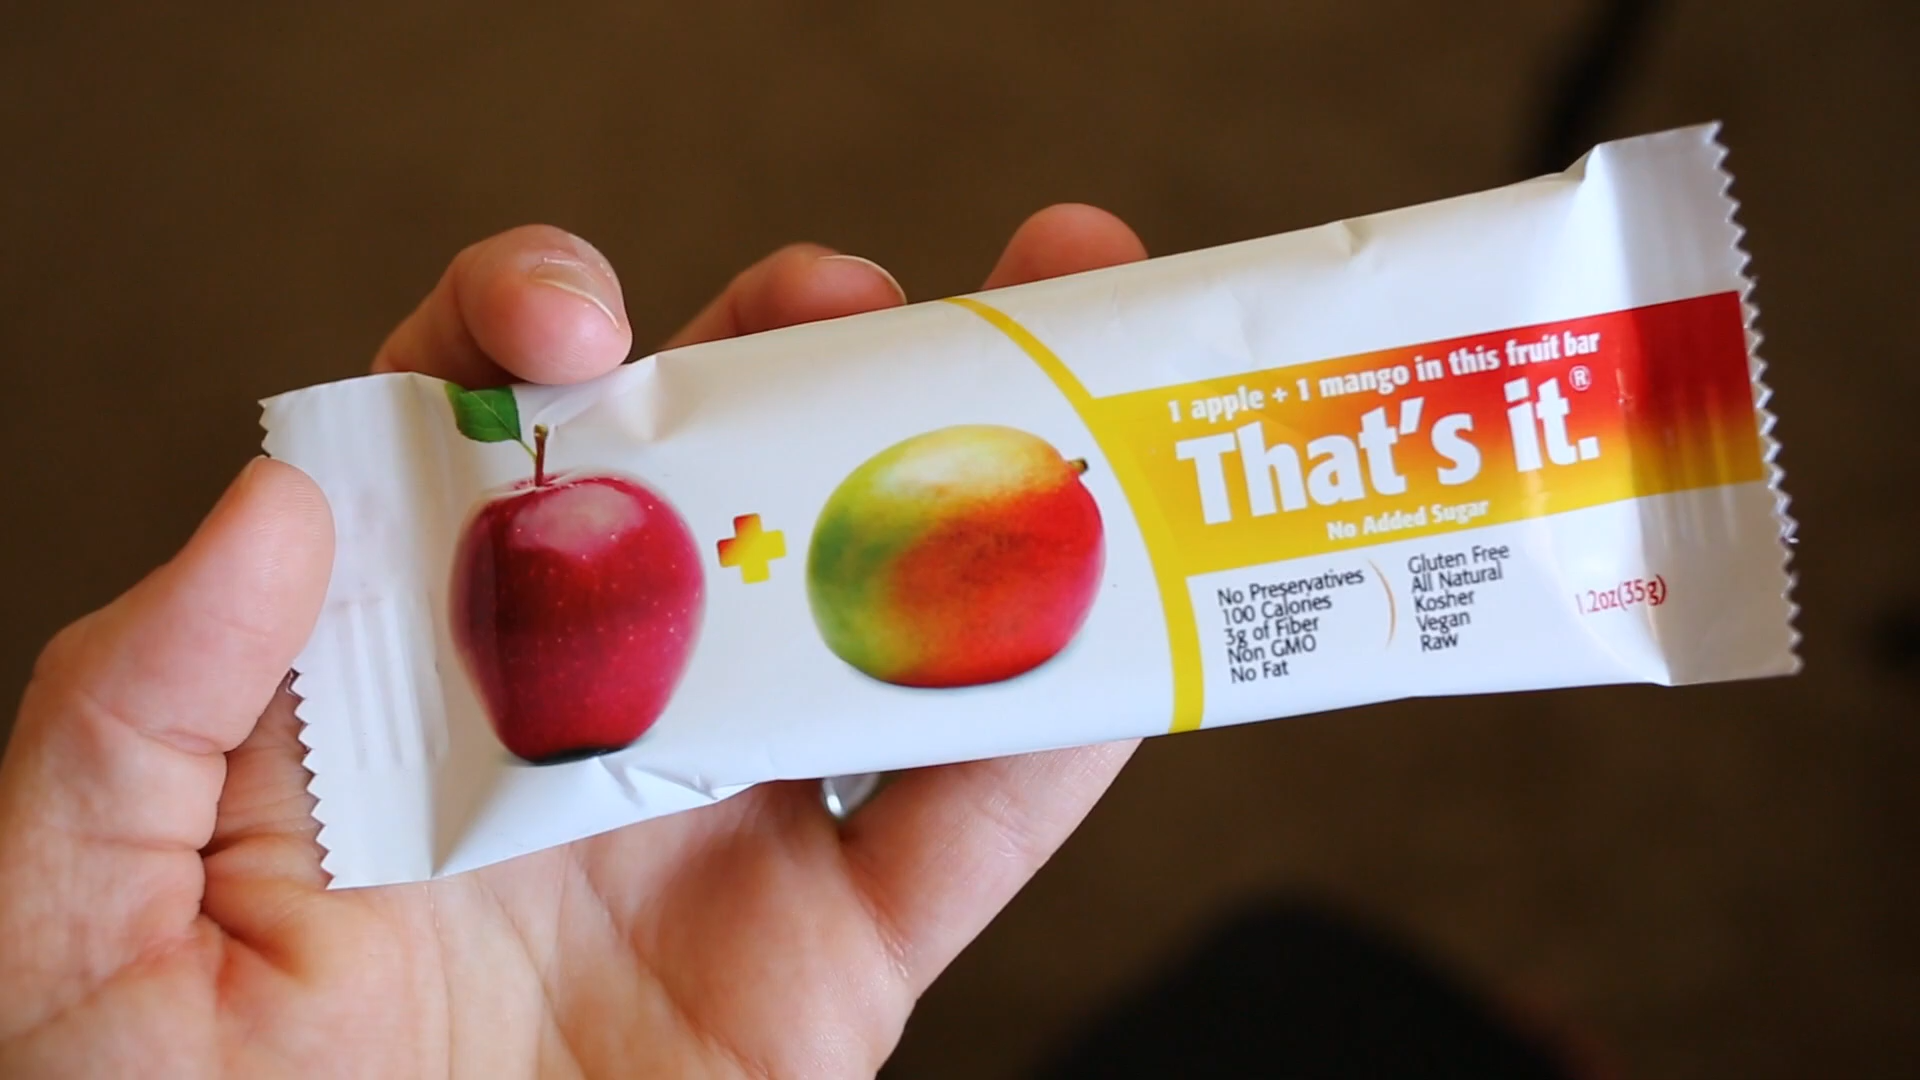 1 apple + 1 mango in this fruit bar
That's it.®
No Added Sugar
No Preservatives
100 Calories
3g of Fiber
Non GMO
No Fat
Gluten Free
All Natural
Kosher
Vegan
Raw
1.2oz(35g)